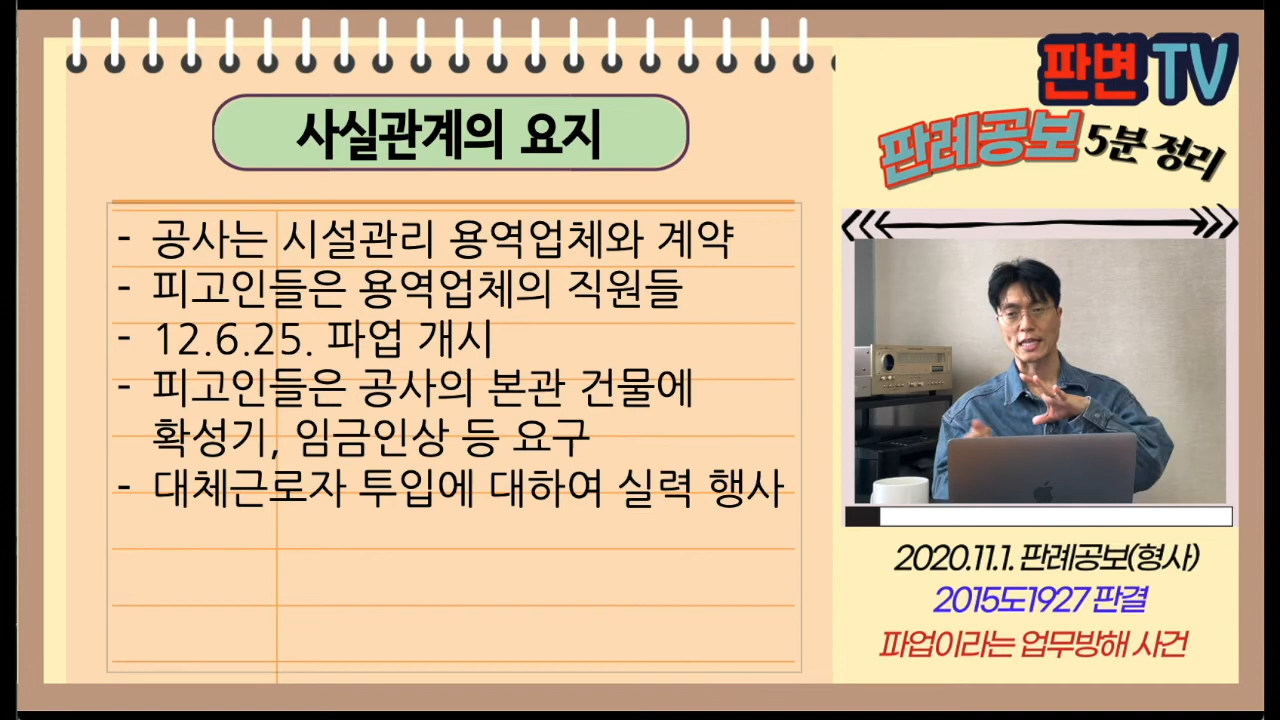 사실관계의 요지
- 공사는 시설관리 용역업체와 계약
- 피고인들은 용역업체의 직원들
- 12.6.25. 파업 개시
- 피고인들은 공사의 본관 건물에
확성기, 임금인상 등 요구
- 대체근로자 투입에 대하여 실력 행사
판변 TV
판례공보 5분 정리
2020.11.1. 판례공보(형사)
2015도1927 판결
파업이라는 업무방해 사건